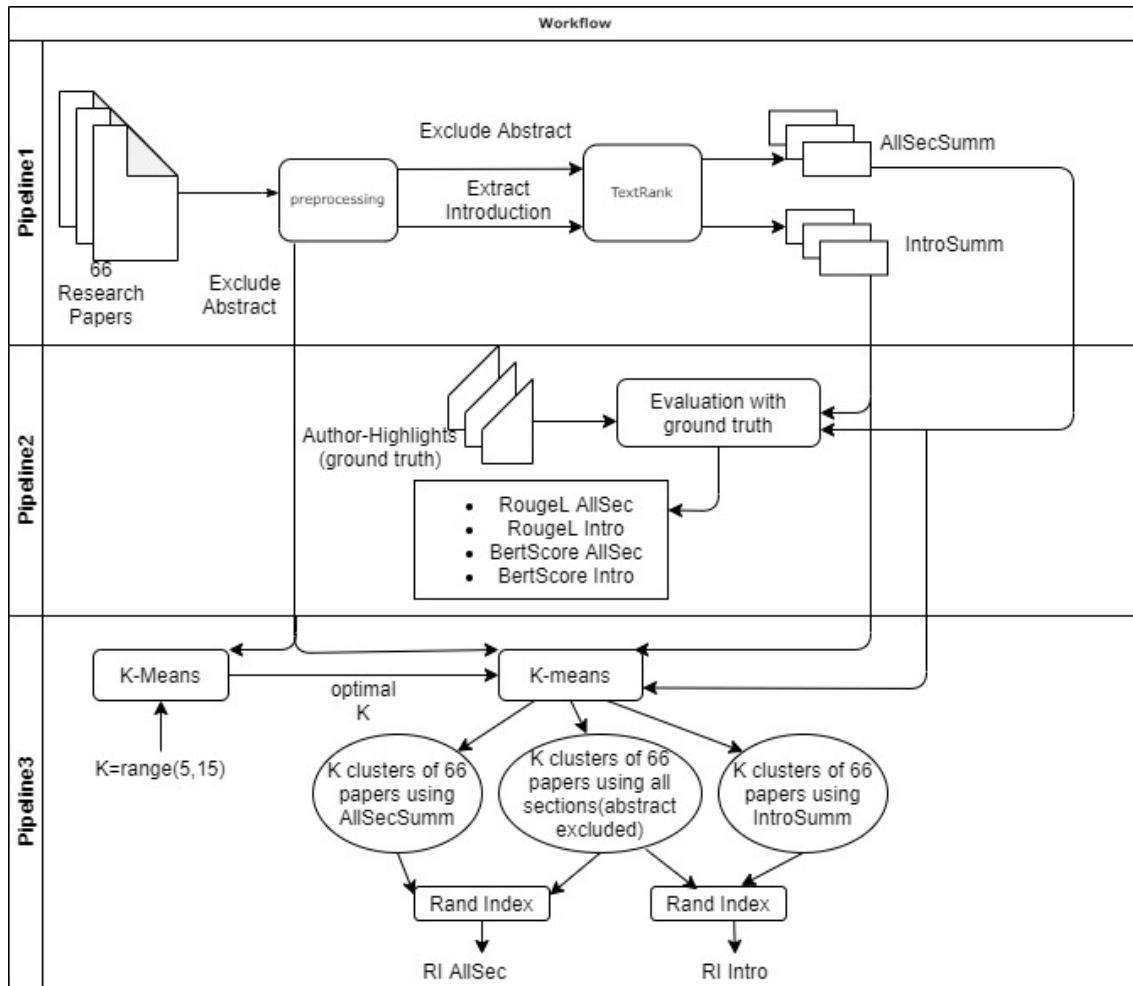 Workflow
Pipeline1
66
Research
Papers
Exclude
Abstract
preprocessing
Exclude Abstract
Extract
Introduction
TextRank
AllSecSumm
IntroSumm
Pipeline2
Author-Highlights
(ground truth)
Evaluation with
ground truth
• RougeL AllSec
• RougeL Intro
• BertScore AllSec
• BertScore Intro
Pipeline3
K-Means
K=range(5,15)
optimal
K
K-means
K clusters of 66
papers using
AllSecSumm
K clusters of 66
papers using all
sections(abstract
excluded)
K clusters of 66
papers using
IntroSumm
Rand Index
Rand Index
RI AllSec
RI Intro